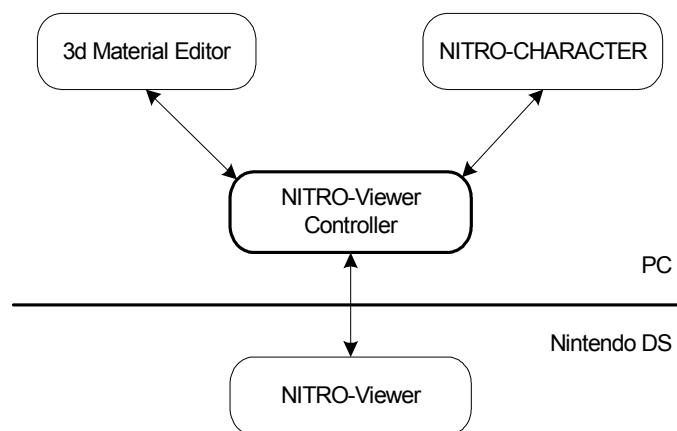 3d Material Editor
NITRO-CHARACTER
NITRO-Viewer
Controller
PC
Nintendo DS
NITRO-Viewer